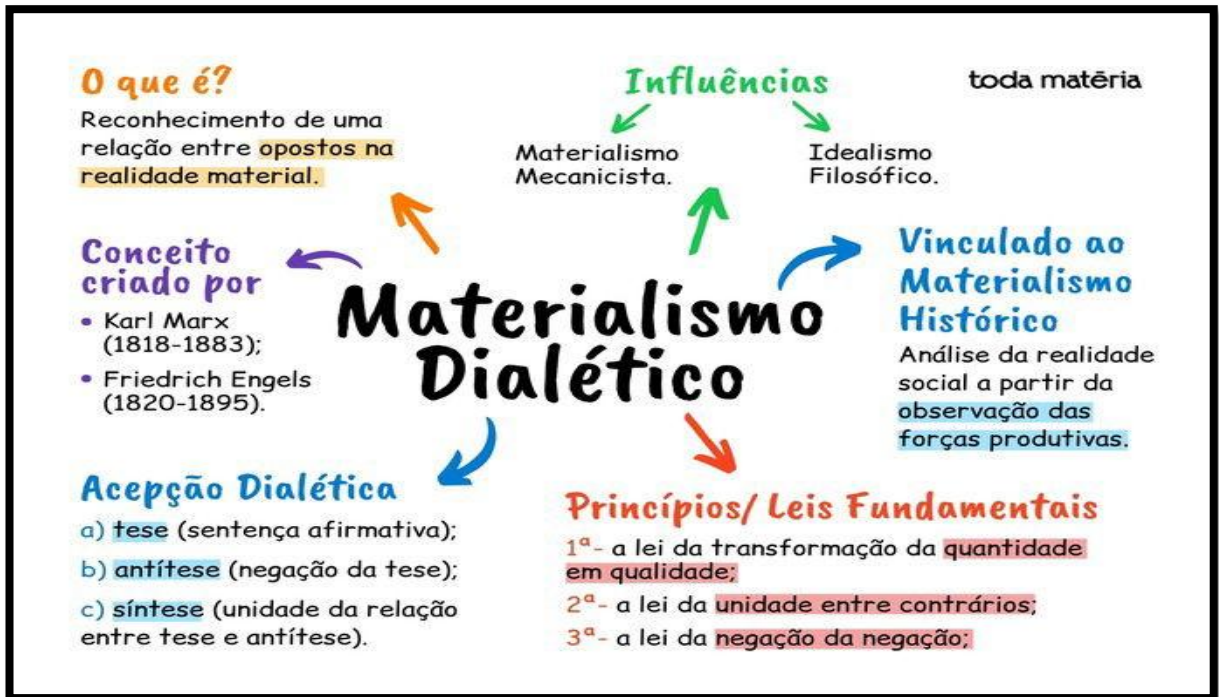 O que é?
Reconhecimento de uma
relação entre opostos na
realidade material.
Influências
Materialismo
Mecanicista.
Idealismo
Filosófico.
toda matéria
Conceito
criado por
• Karl Marx
(1818-1883);
• Friedrich Engels
(1820-1895).
Materialismo
Dialético
Vinculado ao
Materialismo
Histórico
Análise da realidade
social a partir da
observação das
forças produtivas.
Acepção Dialética
a) tese (sentença afirmativa);
b) antítese (negação da tese);
c) síntese (unidade da relação
entre tese e antítese).
Princípios/ Leis Fundamentais
1ª- a lei da transformação da quantidade
em qualidade;
2ª- a lei da unidade entre contrários;
3ª- a lei da negação da negação;